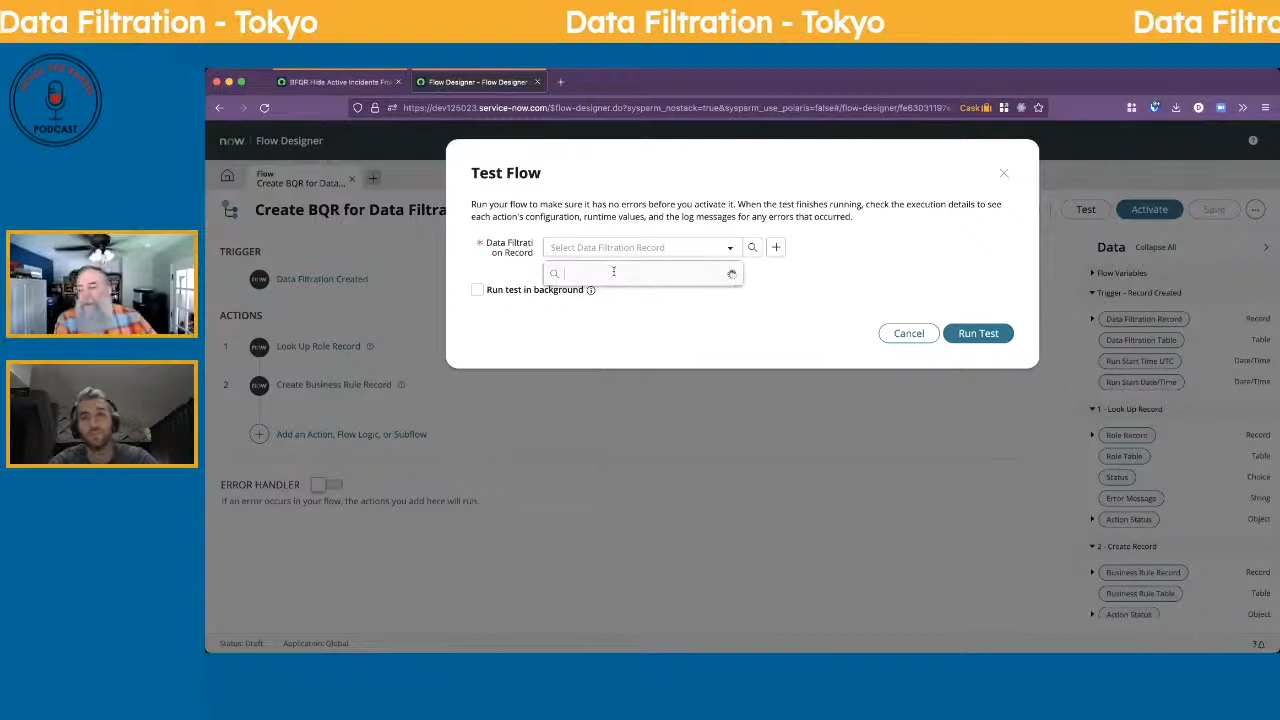 Data Filtration - Tokyo
Data Filtration - Tokyo
Data Filtra
PODCAST
BFQR Hide Active Incidents Fro
Flow Designer - Flow Designer
https://dev125023.service-now.com/$flow-designer.do?sysparm_nostack=true&sysparm_use_polaris=false#/flow-designer/fe63031197e
Cask
now
Flow Designer
Flow
Create BQR for Data...
Create BQR for Data Filtra
Test
Activate
Save
TRIGGER
Data Filtration Created
ACTIONS
1
now
Look Up Role Record
2
now
Create Business Rule Record
Add an Action, Flow Logic, or Subflow
ERROR HANDLER
If an error occurs in your flow, the actions you add here will run.
Status: Draft
Application: Global
Test Flow
Run your flow to make sure it has no errors before you activate it. When the test finishes running, check the execution details to see
each action's configuration, runtime values, and the log messages for any errors that occurred.
* Data Filtrati
on Record
Select Data Filtration Record
Run test in background
Cancel
Run Test
Data
Collapse All
Flow Variables
Trigger - Record Created
Data Filtration Record
Record
Data Filtration Table
Table
Run Start Time UTC
Date/Time
Run Start Date/Time
Date/Time
1 - Look Up Record
Role Record
Record
Role Table
Table
Status
Choice
Error Message
String
Action Status
Object
2 - Create Record
Business Rule Record
Record
Business Rule Table
Table
Action Status
Object
3